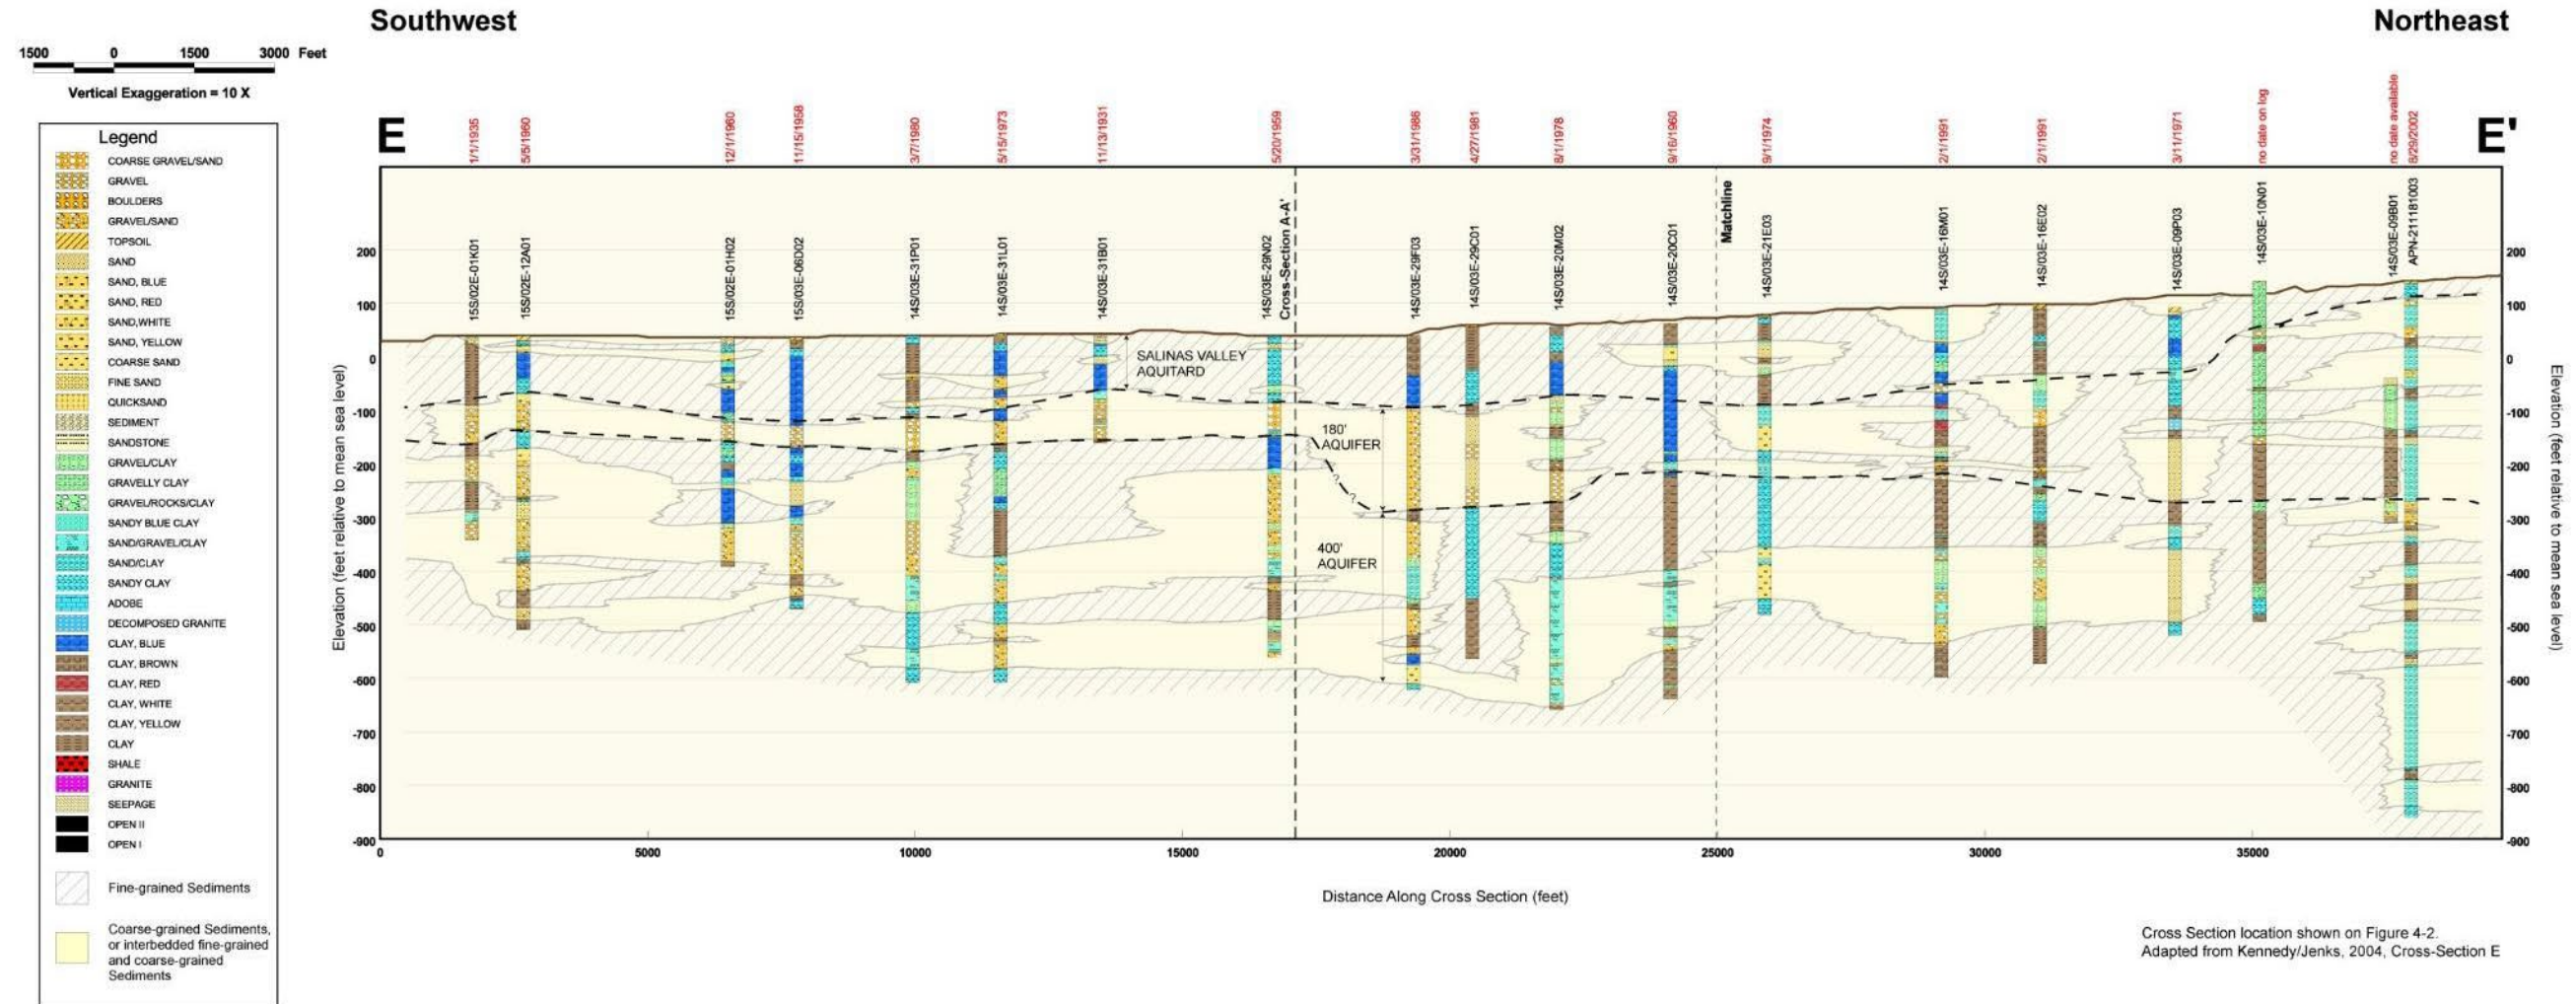 Southwest
Northeast
1500 0 1500 3000 Feet
Vertical Exaggeration = 10 X
Legend
COARSE GRAVEL/SAND
GRAVEL
BOULDERS
GRAVEL/SAND
TOPSOIL
SAND
SAND, BLUE
SAND, RED
SAND,WHITE
SAND, YELLOW
COARSE SAND
FINE SAND
QUICKSAND
SEDIMENT
SANDSTONE
GRAVEL/CLAY
GRAVELLY CLAY
GRAVEL/ROCKS/CLAY
SANDY BLUE CLAY
SAND/GRAVEL/CLAY
SAND/CLAY
SANDY CLAY
ADOBE
DECOMPOSED GRANITE
CLAY, BLUE
CLAY, BROWN
CLAY, RED
CLAY, WHITE
CLAY, YELLOW
CLAY
SHALE
GRANITE
SEEPAGE
OPEN II
OPEN I
Fine-grained Sediments
Coarse-grained Sediments,
or interbedded fine-grained
and coarse-grained
Sediments
E
E'
1/1/1935
5/5/1960
12/1/1960
11/15/1958
3/7/1980
5/15/1973
11/13/1931
5/20/1959
3/31/1986
4/27/1981
8/1/1978
9/16/1960
9/1/1974
2/1/1991
2/1/1991
3/11/1971
no date on log
no date available
8/29/2002
15S/02E-01K01
15S/02E-12A01
15S/02E-01H02
15S/03E-06D02
14S/03E-31P01
14S/03E-31L01
14S/03E-31B01
14S/03E-29N02
Cross-Section A-A'
14S/03E-29F03
14S/03E-29C01
14S/03E-20M02
14S/03E-20C01
Matchline
14S/03E-21E03
14S/03E-16M01
14S/03E-16E02
14S/03E-09P03
14S/03E-10N01
14S/03E-09B01
APN-211181003
Elevation (feet relative to mean sea level)
200
100
0
-100
-200
-300
-400
-500
-600
-700
-800
-900
SALINAS VALLEY
AQUITARD
180'
AQUIFER
?
?
400'
AQUIFER
200
100
0
-100
-200
-300
-400
-500
-600
-700
-800
-900
Elevation (feet relative to mean sea level)
0 5000 10000 15000 20000 25000 30000 35000
Distance Along Cross Section (feet)
Cross Section location shown on Figure 4-2.
Adapted from Kennedy/Jenks, 2004, Cross-Section E